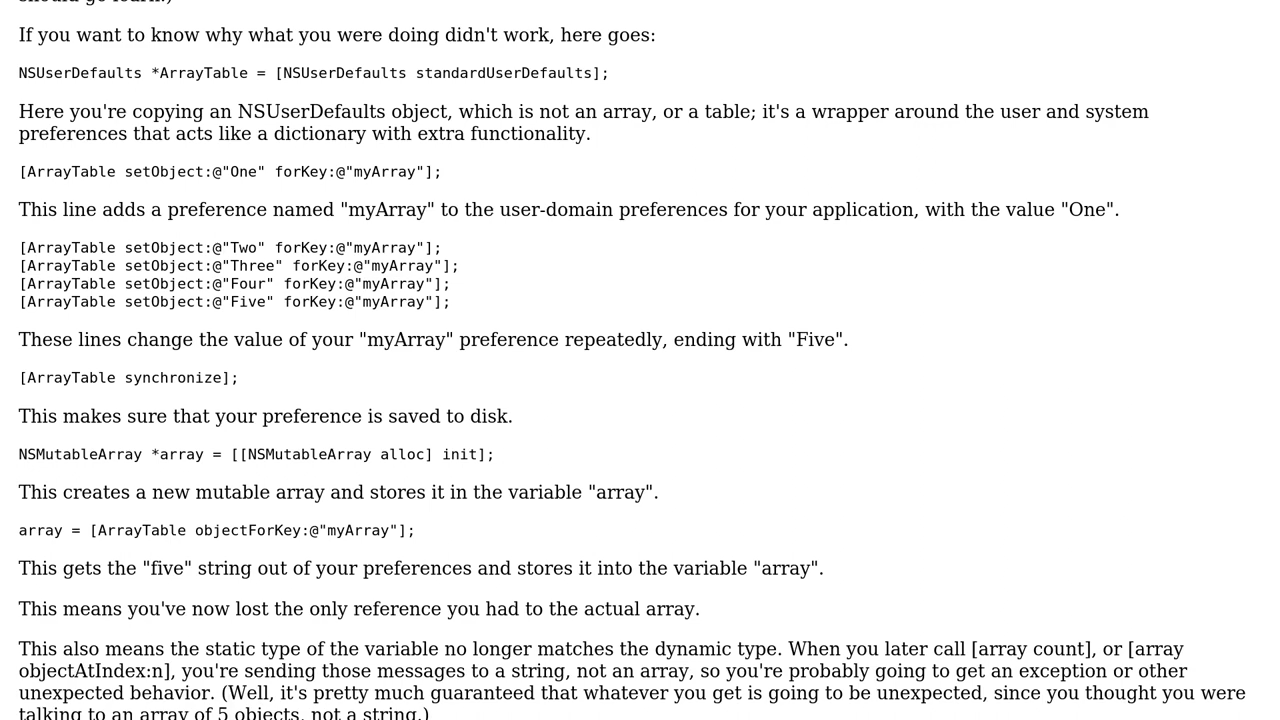 should go learn.)
If you want to know why what you were doing didn't work, here goes:
NSUserDefaults *ArrayTable = [NSUserDefaults standardUserDefaults];
Here you're copying an NSUserDefaults object, which is not an array, or a table; it's a wrapper around the user and system
preferences that acts like a dictionary with extra functionality.
[ArrayTable setObject:@"One" forKey:@"myArray"];
This line adds a preference named "myArray" to the user-domain preferences for your application, with the value "One".
[ArrayTable setObject:@"Two" forKey:@"myArray"];
[ArrayTable setObject:@"Three" forKey:@"myArray"];
[ArrayTable setObject:@"Four" forKey:@"myArray"];
[ArrayTable setObject:@"Five" forKey:@"myArray"];
These lines change the value of your "myArray" preference repeatedly, ending with "Five".
[ArrayTable synchronize];
This makes sure that your preference is saved to disk.
NSMutableArray *array = [[NSMutableArray alloc] init];
This creates a new mutable array and stores it in the variable "array".
array = [ArrayTable objectForKey:@"myArray"];
This gets the "five" string out of your preferences and stores it into the variable "array".
This means you've now lost the only reference you had to the actual array.
This also means the static type of the variable no longer matches the dynamic type. When you later call [array count], or [array
objectAtIndex:n], you're sending those messages to a string, not an array, so you're probably going to get an exception or other
unexpected behavior. (Well, it's pretty much guaranteed that whatever you get is going to be unexpected, since you thought you were
talking to an array of 5 objects, not a string.)